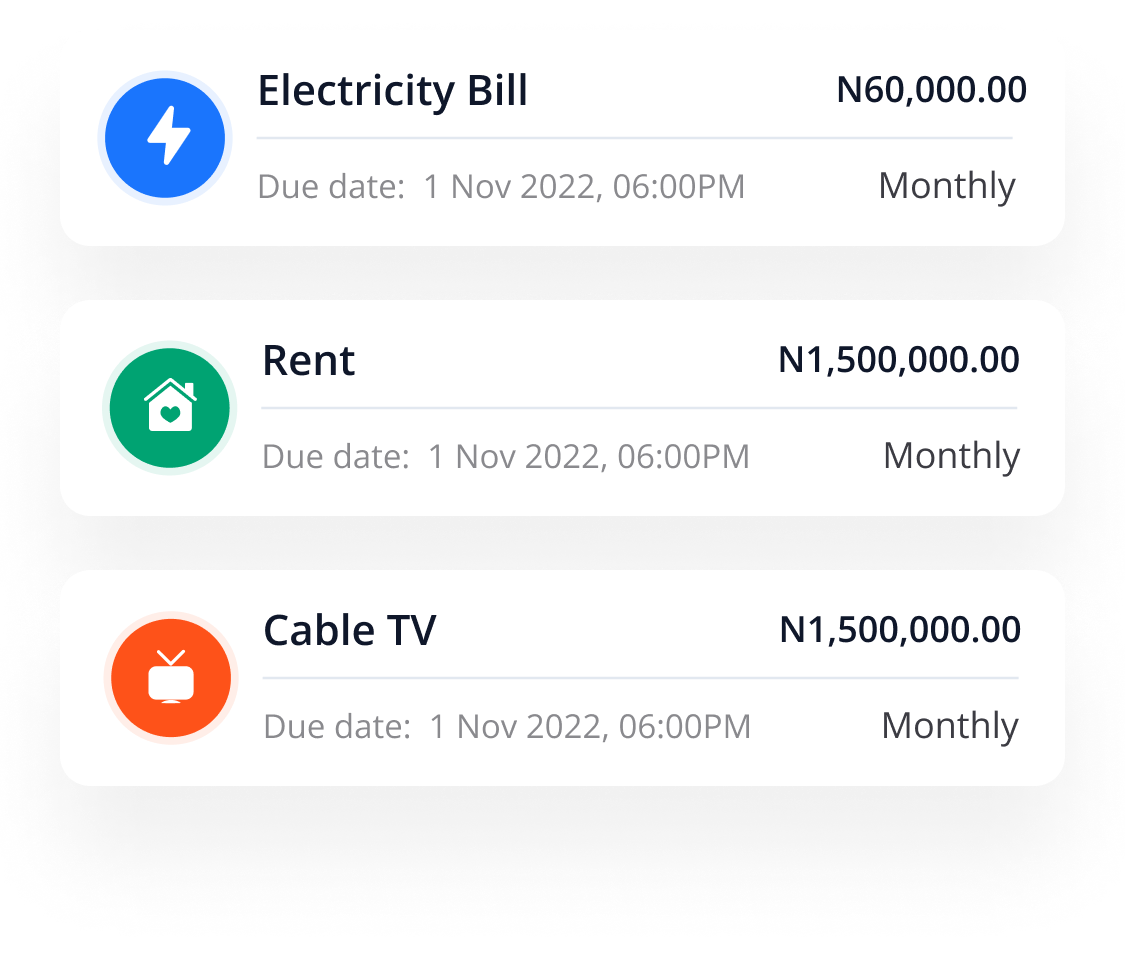 Electricity Bill N60,000.00
Due date: 1 Nov 2022, 06:00PM Monthly
Rent N1,500,000.00
Due date: 1 Nov 2022, 06:00PM Monthly
Cable TV N1,500,000.00
Due date: 1 Nov 2022, 06:00PM Monthly